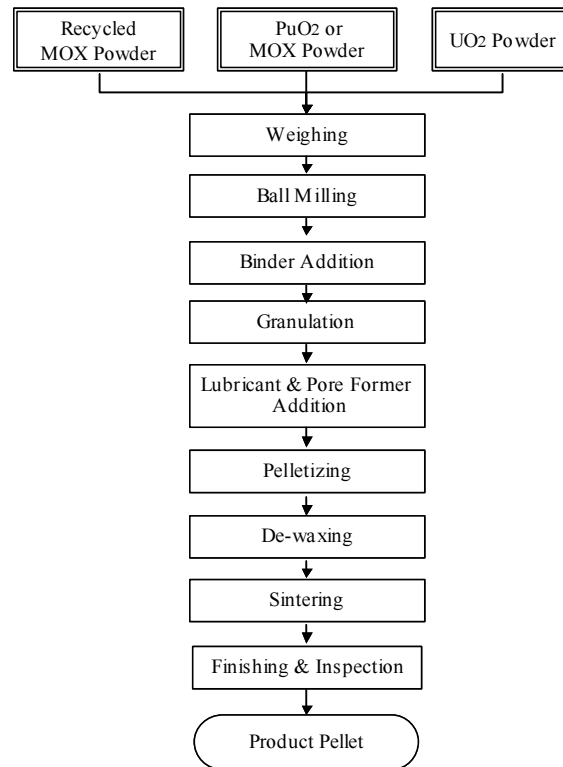 Recycled
MOX Powder
PuO2 or
MOX Powder
UO2 Powder
Weighing
Ball Milling
Binder Addition
Granulation
Lubricant & Pore Former
Addition
Pelletizing
De-waxing
Sintering
Finishing & Inspection
Product Pellet